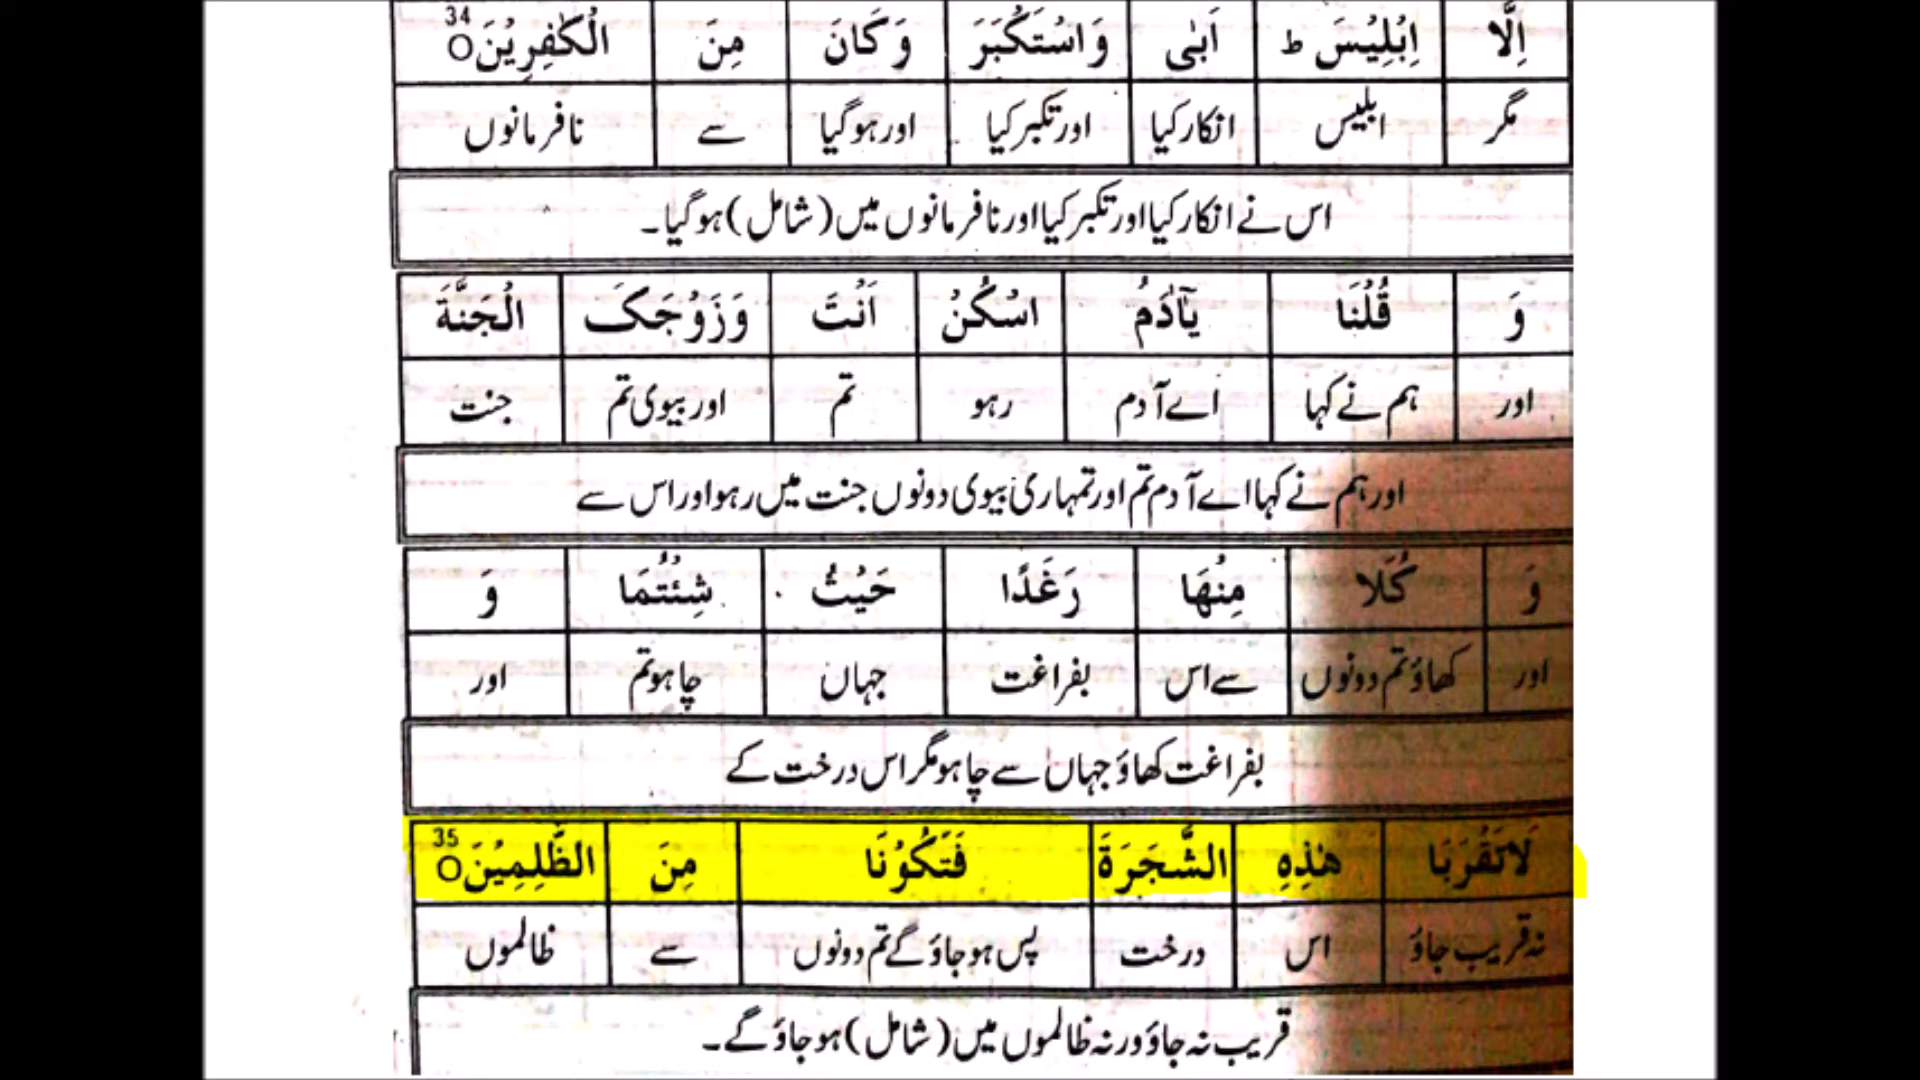 اِلَّا اِبْلِيْسَ ط اَبٰى وَاسْتَكْبَرَ وَكَانَ مِنَ الْكٰفِرِيْنَ ○ 34
مگر ابلیس انکار کیا اور تکبر کیا اور ہو گیا سے نافرمانوں
اس نے انکار کیا اور تکبر کیا اور نافرمانوں میں (شامل) ہو گیا۔
وَ قُلْنَا يٰٓاٰدَمُ اسْكُنْ اَنْتَ وَزَوْجُكَ الْجَنَّةَ
اور ہم نے کہا اے آدم رہو تم اور بیوی تم جنت
اور ہم نے کہا اے آدم تم اور تمہاری بیوی دونوں جنت میں رہو اور اس سے
وَ كُلَا مِنْهَا رَغَدًا حَيْثُ شِئْتُمَا وَ
اور کھاؤ تم دونوں سے اس بفراغت جہاں چاہو تم اور
بفراغت کھاؤ جہاں سے چاہو مگر اس درخت کے
لَاتَقْرَبَا هٰذِهِ الشَّجَرَةَ فَتَكُوْنَا مِنَ الظّٰلِمِيْنَ ○ 35
نہ قریب جاؤ اس درخت پس ہو جاؤ گے تم دونوں سے ظالموں
قریب نہ جاؤ ورنہ ظالموں میں (شامل) ہو جاؤ گے۔